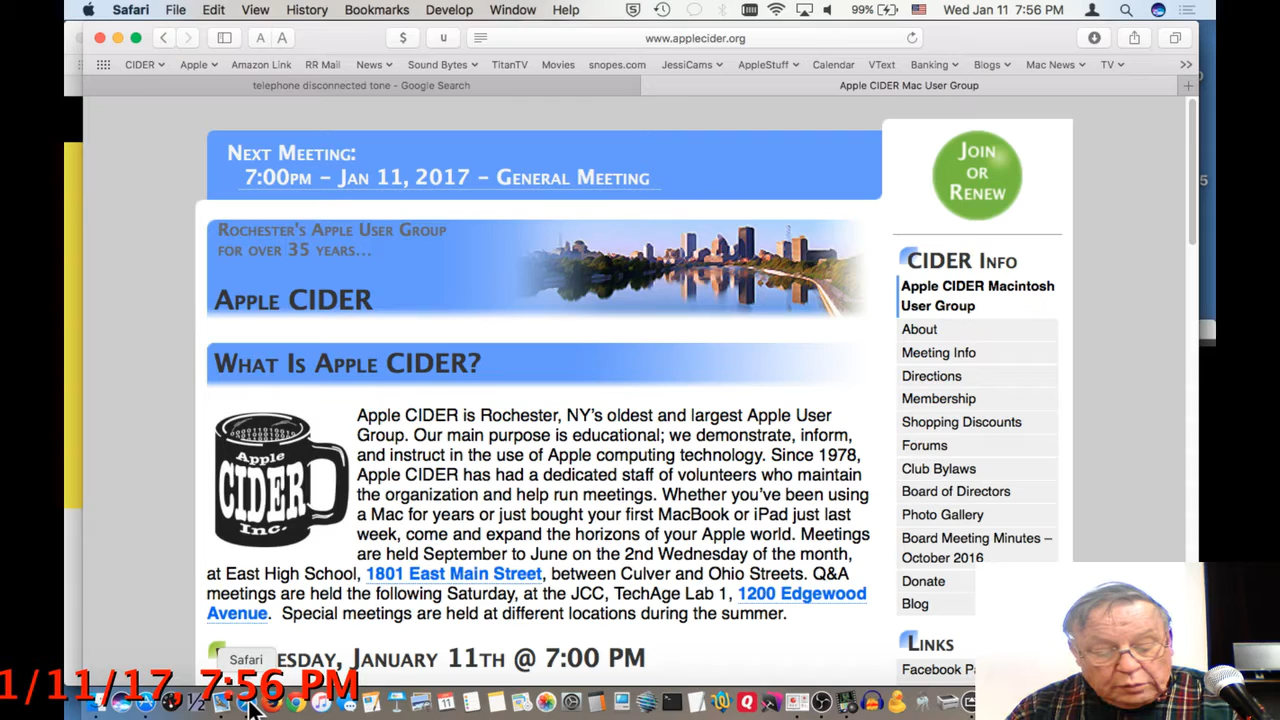 Safari File Edit View History Bookmarks Develop Window Help 99% Wed Jan 11 7:56 PM
A A $ u www.applecider.org
CIDER Apple Amazon Link RR Mail News Sound Bytes TitanTV Movies snopes.com JessiCams AppleStuff Calendar VText Banking Blogs Mac News TV
telephone disconnected tone - Google Search Apple CIDER Mac User Group
Next Meeting:
7:00pm – Jan 11, 2017 – General Meeting
Rochester's Apple User Group
for over 35 years...
Apple CIDER
What Is Apple CIDER?
Apple
CIDER
Inc.
Apple CIDER is Rochester, NY's oldest and largest Apple User
Group. Our main purpose is educational; we demonstrate, inform,
and instruct in the use of Apple computing technology. Since 1978,
Apple CIDER has had a dedicated staff of volunteers who maintain
the organization and help run meetings. Whether you've been using
a Mac for years or just bought your first MacBook or iPad just last
week, come and expand the horizons of your Apple world. Meetings
are held September to June on the 2nd Wednesday of the month,
at East High School, 1801 East Main Street, between Culver and Ohio Streets. Q&A
meetings are held the following Saturday, at the JCC, TechAge Lab 1, 1200 Edgewood
Avenue. Special meetings are held at different locations during the summer.
esday, January 11th @ 7:00 PM
Safari
1/11/17 7:56 PM
Join
or
Renew
CIDER Info
Apple CIDER Macintosh
User Group
About
Meeting Info
Directions
Membership
Shopping Discounts
Forums
Club Bylaws
Board of Directors
Photo Gallery
Board Meeting Minutes –
October 2016
Donate
Blog
Links
Facebook